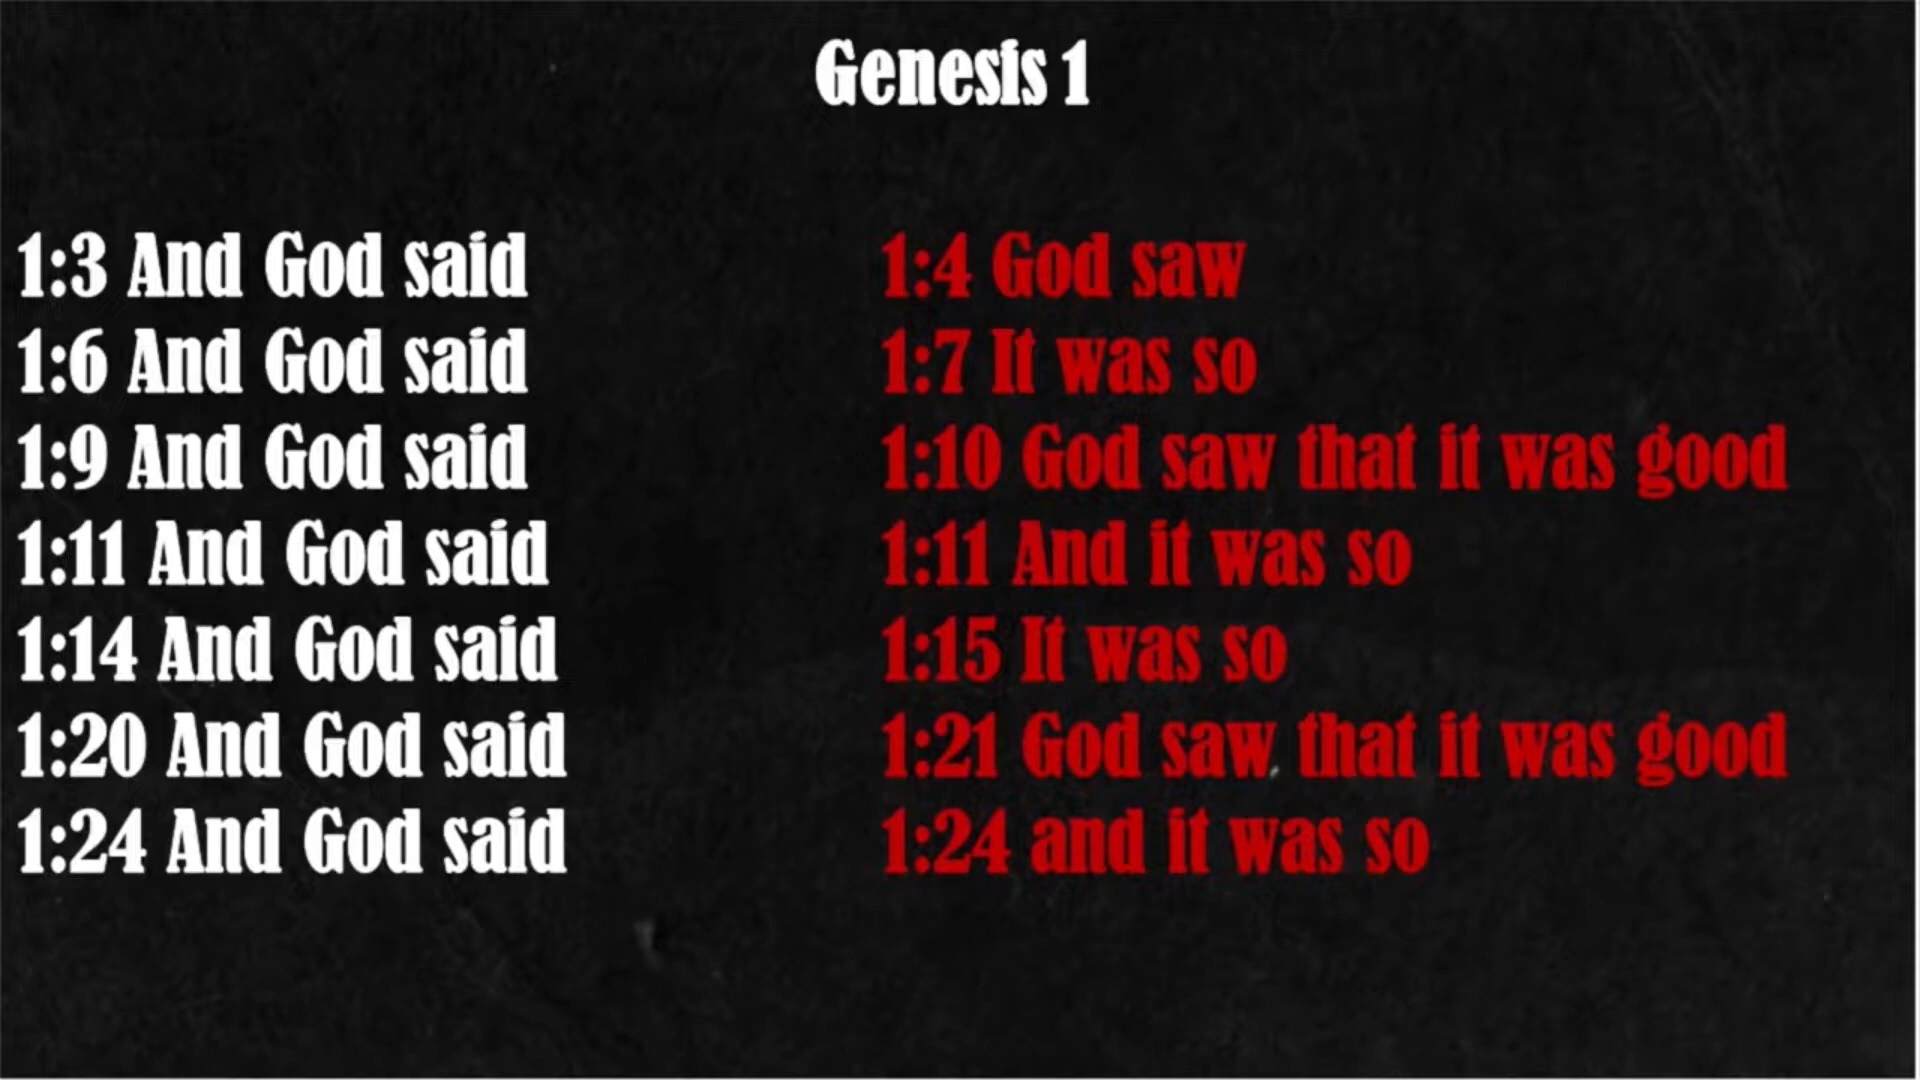 Genesis 1
1:3 And God said
1:6 And God said
1:9 And God said
1:11 And God said
1:14 And God said
1:20 And God said
1:24 And God said
1:4 God saw
1:7 It was so
1:10 God saw that it was good
1:11 And it was so
1:15 It was so
1:21 God saw that it was good
1:24 and it was so